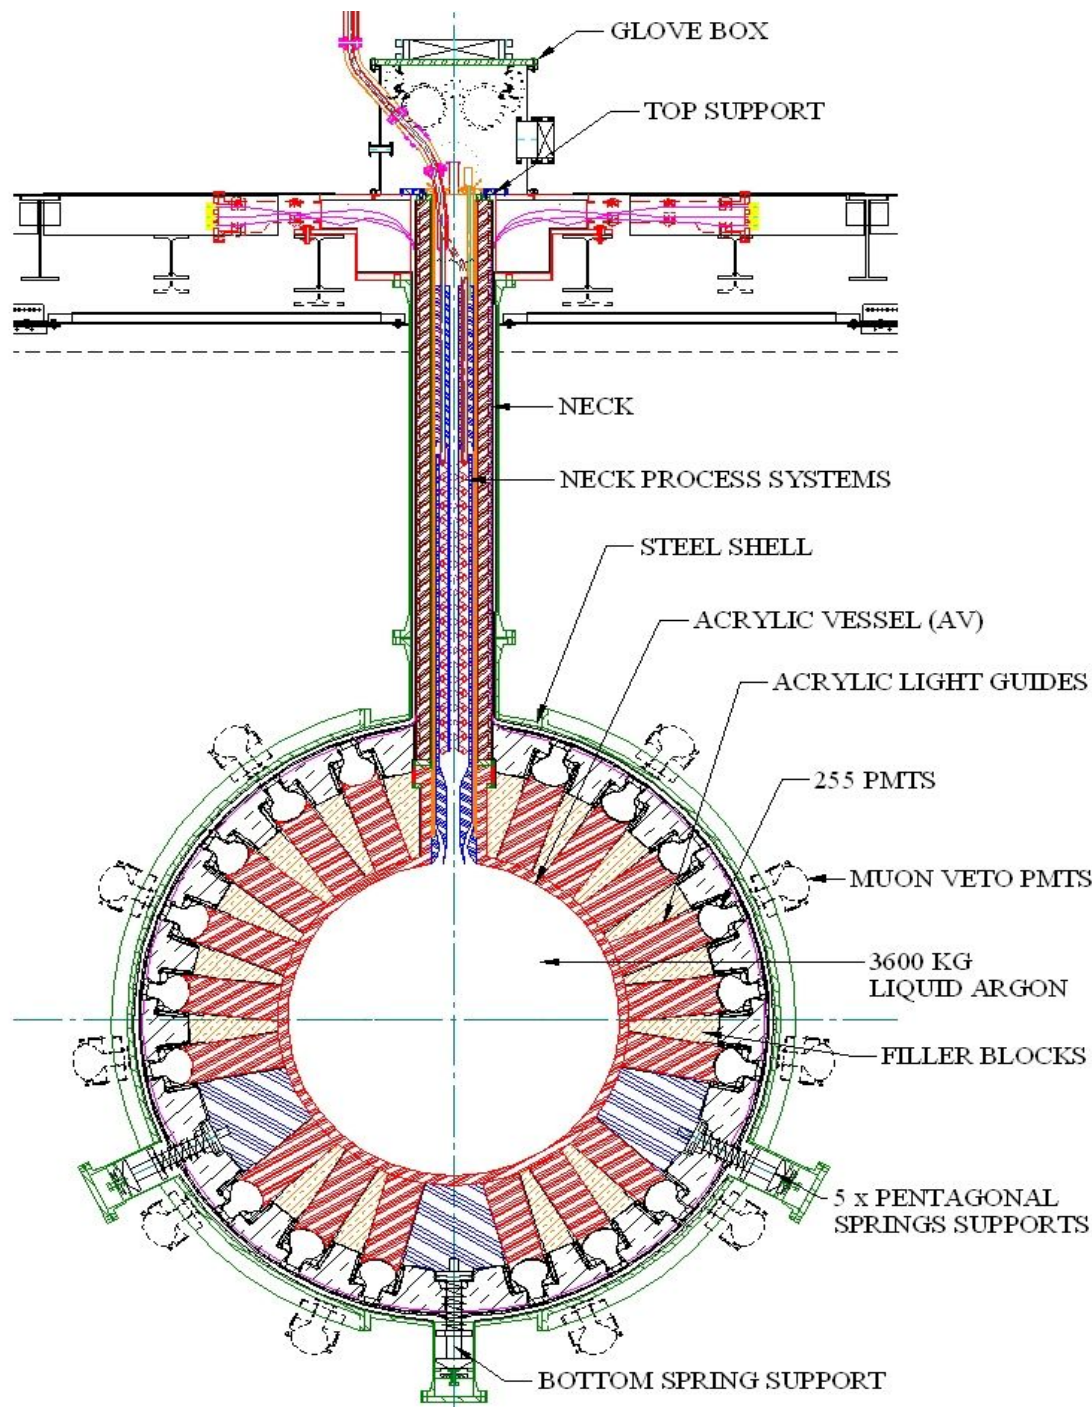 GLOVE BOX
TOP SUPPORT
NECK
NECK PROCESS SYSTEMS
STEEL SHELL
ACRYLIC VESSEL (AV)
ACRYLIC LIGHT GUIDES
255 PMTS
MUON VETO PMTS
3600 KG
LIQUID ARGON
FILLER BLOCKS
5 x PENTAGONAL
SPRINGS SUPPORTS
BOTTOM SPRING SUPPORT